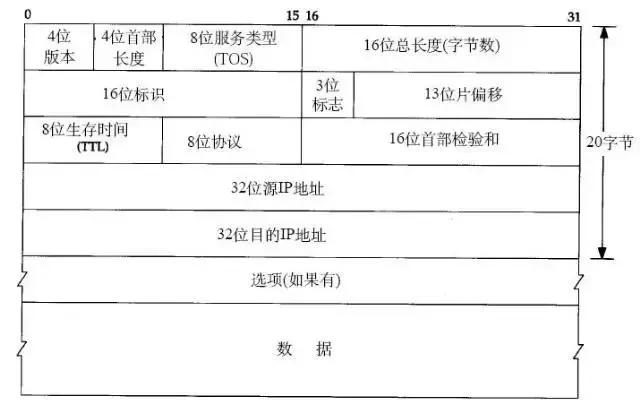 0 15 16 31
4位 4位首部 8位服务类型 16位总长度(字节数)
版本 长度 (TOS)
16位标识 3位 13位片偏移
标志
8位生存时间 8位协议 16位首部检验和 20字节
(TTL)
32位源IP地址
32位目的IP地址
选项(如果有)
数 据